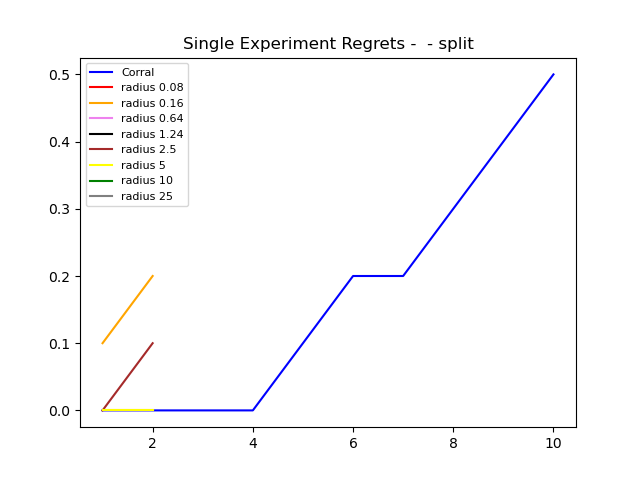 Single Experiment Regrets -  - split
Corral
radius 0.08
radius 0.16
radius 0.64
radius 1.24
radius 2.5
radius 5
radius 10
radius 25
0.5
0.4
0.3
0.2
0.1
0.0
2 4 6 8 10